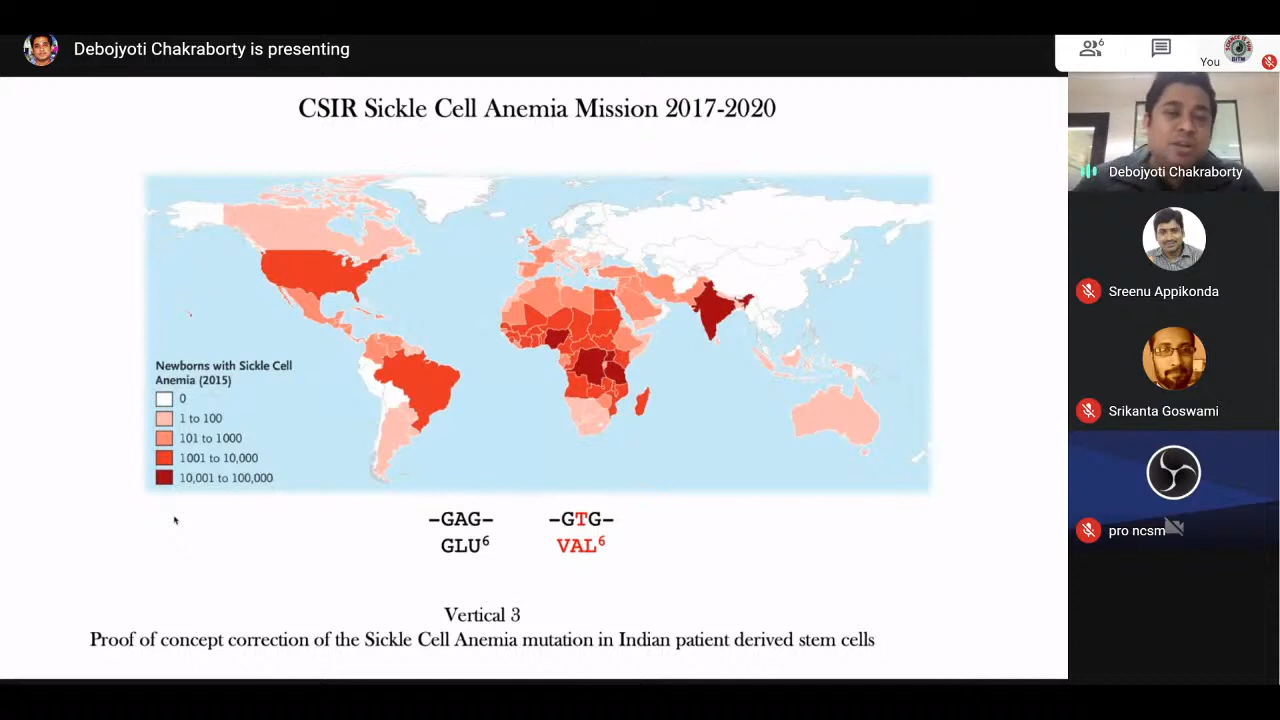 Debojyoti Chakraborty is presenting
6
You
CSIR Sickle Cell Anemia Mission 2017-2020
Newborns with Sickle Cell
Anemia (2015)
0
1 to 100
101 to 1000
1001 to 10,000
10,001 to 100,000
–GAG– –GTG–
GLU6 VAL6
Vertical 3
Proof of concept correction of the Sickle Cell Anemia mutation in Indian patient derived stem cells
Debojyoti Chakraborty
Sreenu Appikonda
Srikanta Goswami
pro ncsm